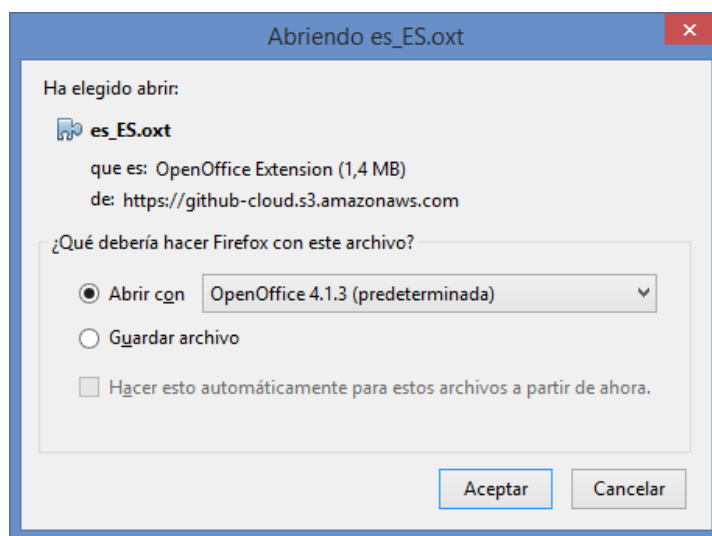 Abriendo es_ES.oxt
Ha elegido abrir:
es_ES.oxt
que es: OpenOffice Extension (1,4 MB)
de: https://github-cloud.s3.amazonaws.com
¿Qué debería hacer Firefox con este archivo?
Abrir con OpenOffice 4.1.3 (predeterminada)
Guardar archivo
Hacer esto automáticamente para estos archivos a partir de ahora.
Aceptar Cancelar